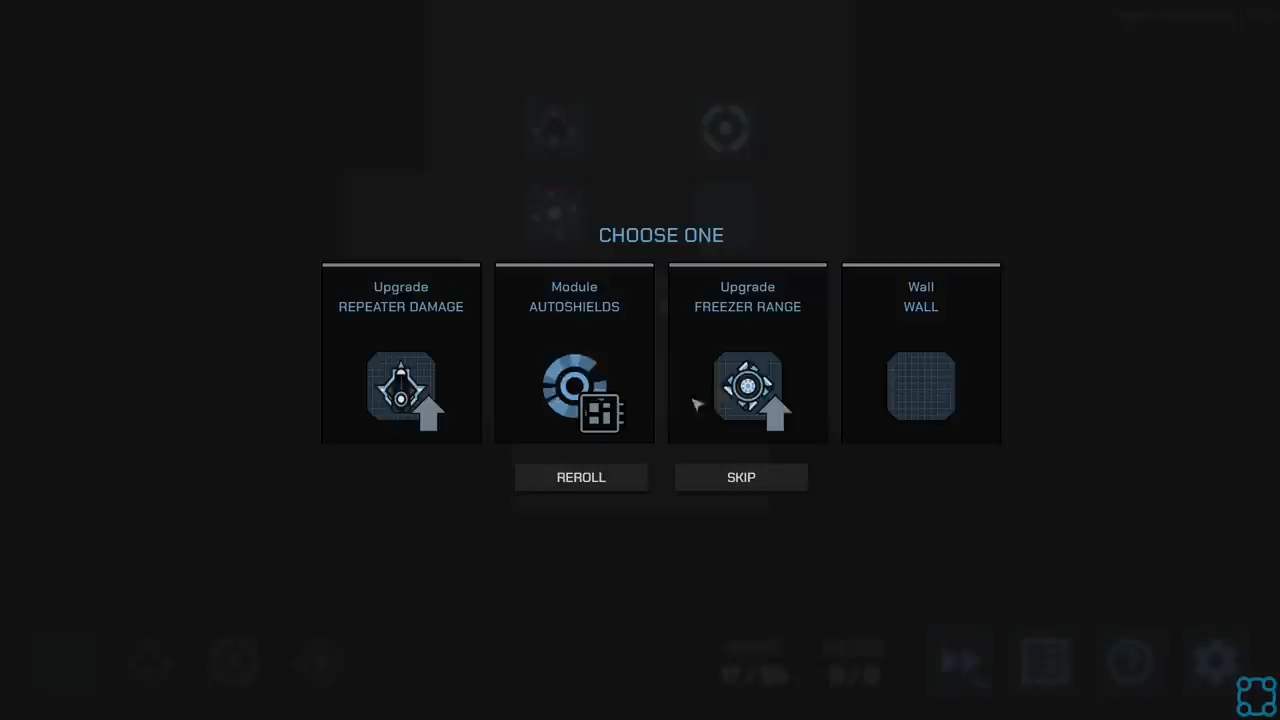 CHOOSE ONE
Upgrade
REPEATER DAMAGE
Module
AUTOSHIELDS
Upgrade
FREEZER RANGE
Wall
WALL
REROLL
SKIP